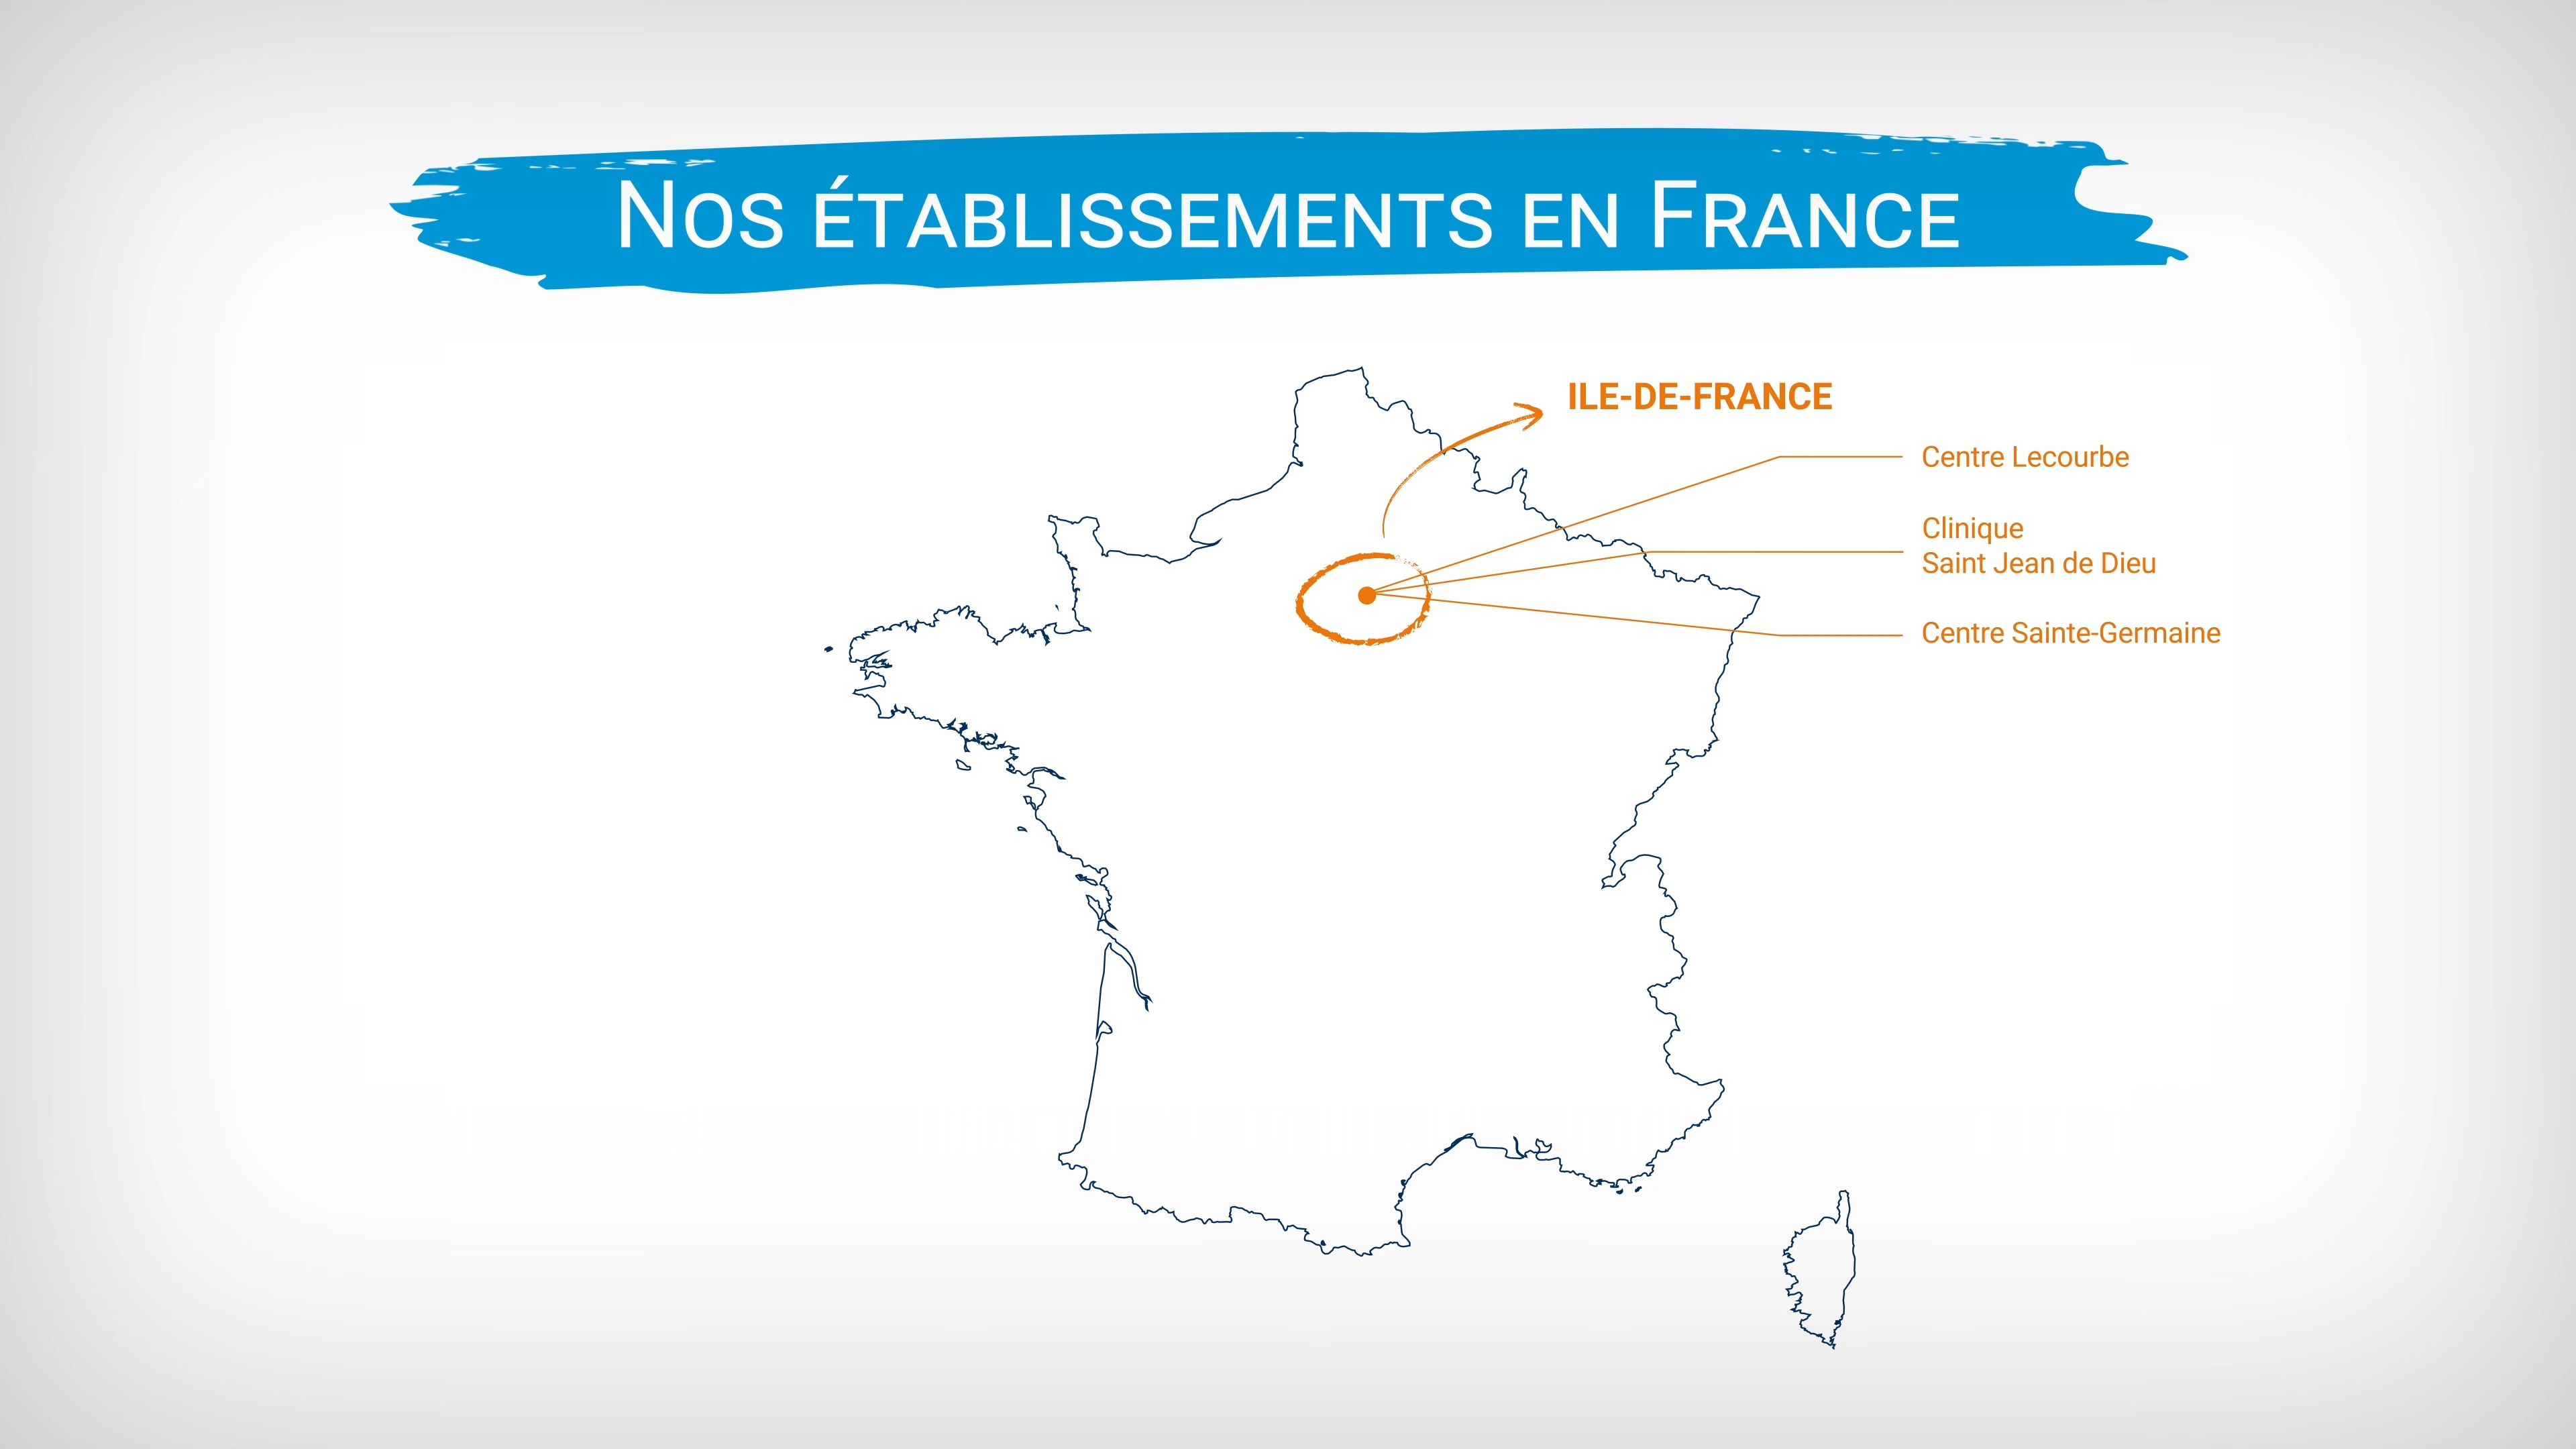 Nos établissements en France
ILE-DE-FRANCE
Centre Lecourbe
Clinique
Saint Jean de Dieu
Centre Sainte-Germaine